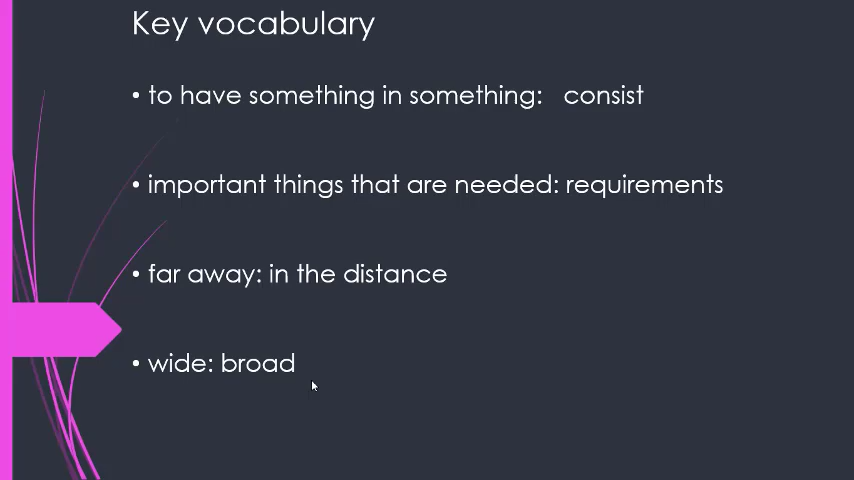 Key vocabulary
• to have something in something: consist
• important things that are needed: requirements
• far away: in the distance
• wide: broad